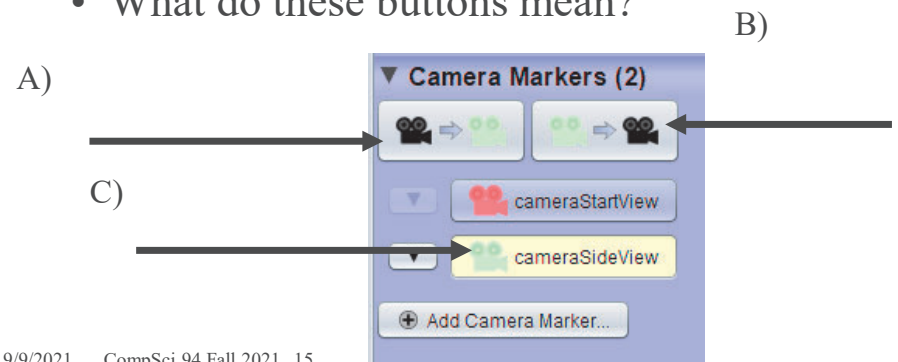 • What do these buttons mean?
B)
A)
Camera Markers (2)
C)
cameraStartView
cameraSideView
Add Camera Marker...
9/9/2021 CompSci 94 Fall 2021 15